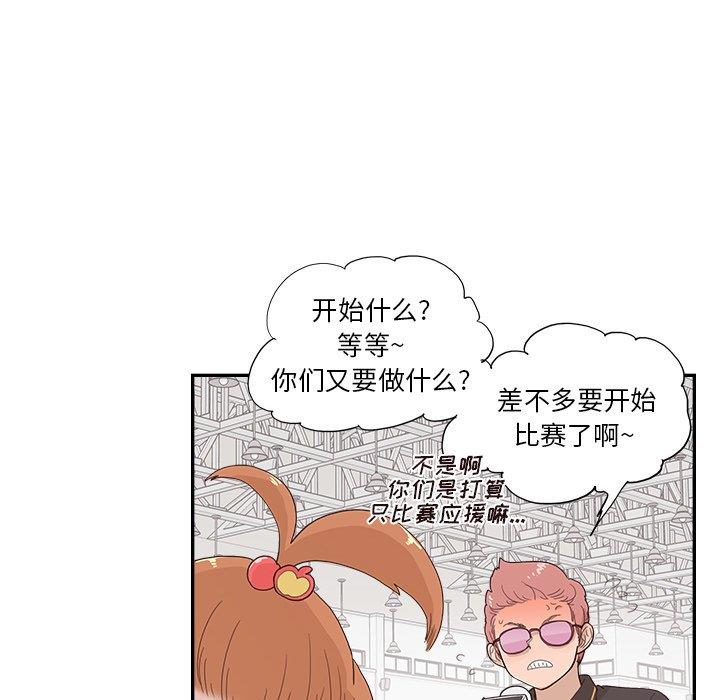 开始什么?
等等~
你们又要做什么?
差不多要开始
比赛了啊~
不是啊
你们是打算
只比赛应援嘛...